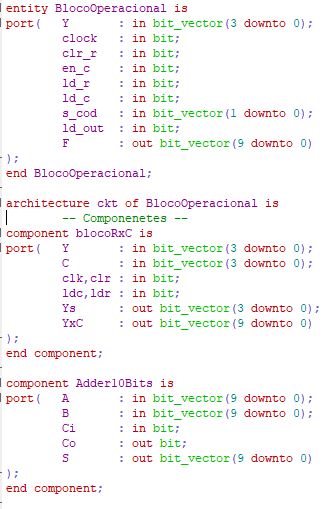 entity BlocoOperacional is
port( Y : in bit_vector(3 downto 0);
clock : in bit;
clr_r : in bit;
en_c : in bit;
ld_r : in bit;
ld_c : in bit;
s_cod : in bit_vector(1 downto 0);
ld_out : in bit;
F : out bit_vector(9 downto 0)
);
end BlocoOperacional;
architecture ckt of BlocoOperacional is
-- Componenetes --
component blocoRxC is
port( Y : in bit_vector(3 downto 0);
C : in bit_vector(3 downto 0);
clk,clr : in bit;
ldc,ldr : in bit;
Ys : out bit_vector(3 downto 0);
YxC : out bit_vector(9 downto 0)
);
end component;
component Adder10Bits is
port( A : in bit_vector(9 downto 0);
B : in bit_vector(9 downto 0);
Ci : in bit;
Co : out bit;
S : out bit_vector(9 downto 0)
);
end component;